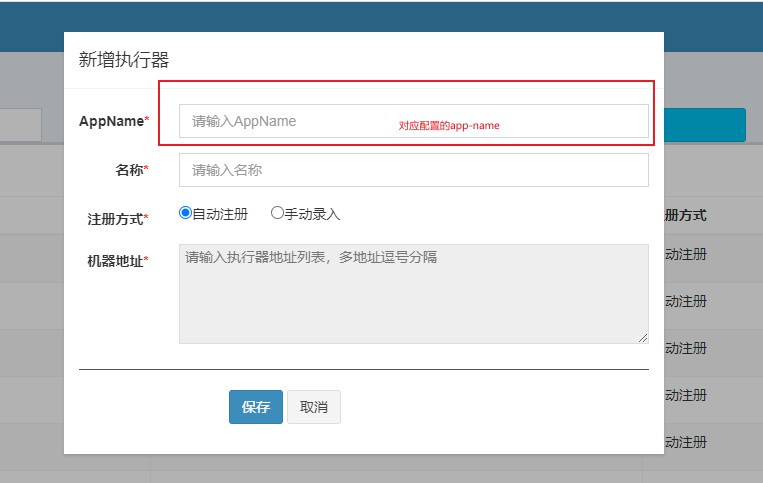 新增执行器
AppName*
请输入AppName
对应配置的app-name
名称*
请输入名称
注册方式*
自动注册
手动录入
机器地址*
请输入执行器地址列表，多地址逗号分隔
保存
取消
册方式
动注册
动注册
动注册
动注册
动注册